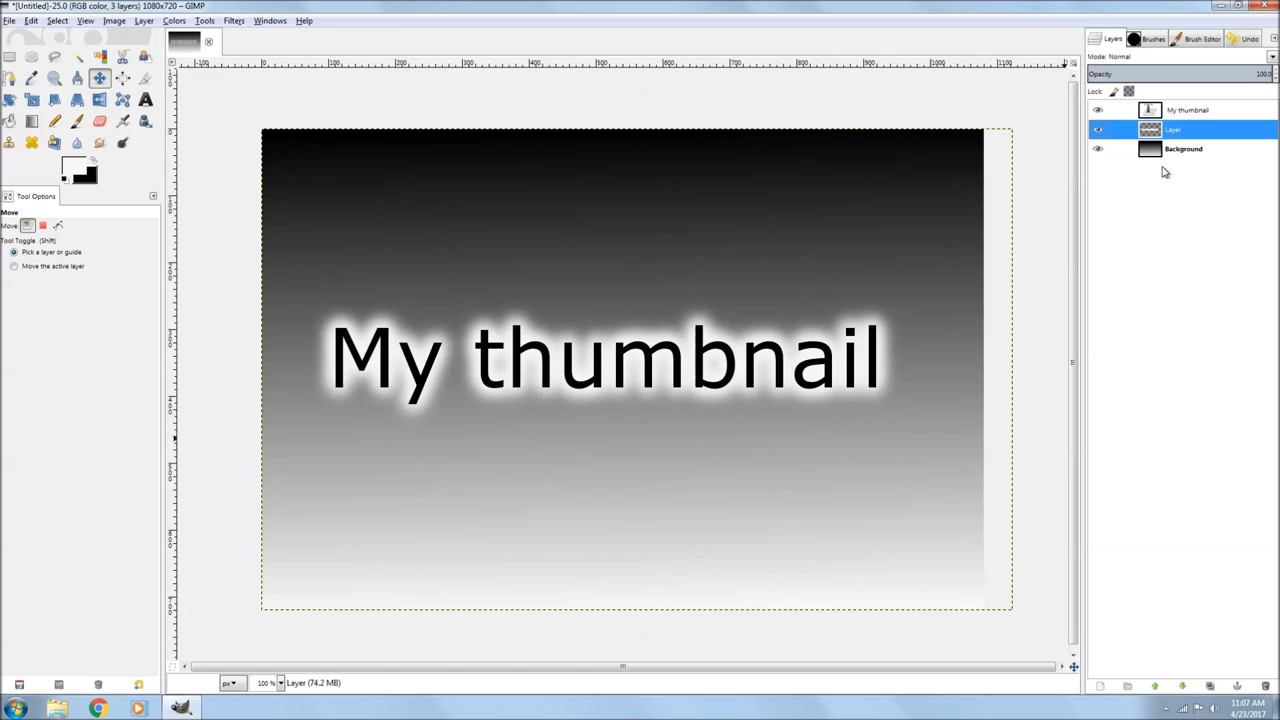 *[Untitled]-25.0 (RGB color, 3 layers) 1080x720 – GIMP
File Edit Select View Image Layer Colors Tools Filters Windows Help
Layers Brushes Brush Editor Undo
Mode: Normal
Opacity 100.0
Lock:
My thumbnail
Layer
Background
Tool Options
Move
Move:
Tool Toggle (Shift)
Pick a layer or guide
Move the active layer
My thumbnail
px 100 % Layer (74.2 MB)
11:07 AM
4/23/2017